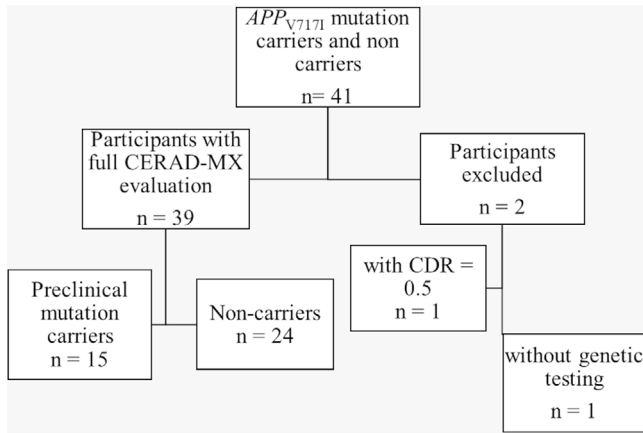 APPV717I mutation
carriers and non
carriers
n= 41
Participants with
full CERAD-MX
evaluation
n = 39
Participants
excluded
n = 2
Preclinical
mutation
carriers
n = 15
Non-carriers
n = 24
with CDR =
0.5
n = 1
without genetic
testing
n = 1